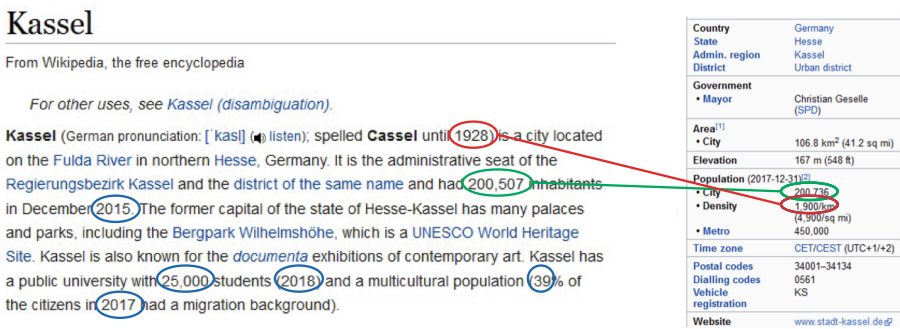 Kassel
From Wikipedia, the free encyclopedia
For other uses, see Kassel (disambiguation).
Kassel (German pronunciation: [ˈkasl̩] (listen); spelled Cassel until 1928) is a city located
on the Fulda River in northern Hesse, Germany. It is the administrative seat of the
Regierungsbezirk Kassel and the district of the same name and had 200,507 inhabitants
in December 2015. The former capital of the state of Hesse-Kassel has many palaces
and parks, including the Bergpark Wilhelmshöhe, which is a UNESCO World Heritage
Site. Kassel is also known for the documenta exhibitions of contemporary art. Kassel has
a public university with 25,000 students (2018) and a multicultural population (39% of
the citizens in 2017 had a migration background).
Country Germany
State Hesse
Admin. region Kassel
District Urban district
Government
• Mayor Christian Geselle
(SPD)
Area[1]
• City 106.8 km² (41.2 sq mi)
Elevation 167 m (548 ft)
Population (2017-12-31)[2]
• City 200,736
• Density 1,900/km
(4,900/sq mi)
• Metro 450,000
Time zone CET/CEST (UTC+1/+2)
Postal codes 34001–34134
Dialling codes 0561
Vehicle KS
registration
Website www.stadt-kassel.de